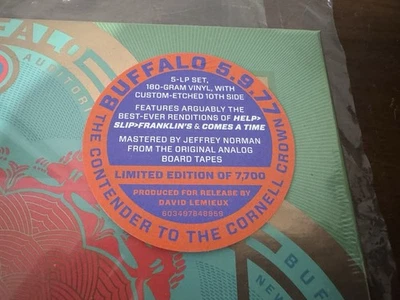 BUFFALO 5.9.77
5-LP SET,
180-GRAM VINYL, WITH
CUSTOM-ETCHED 10TH SIDE
FEATURES ARGUABLY THE
BEST-EVER RENDITIONS OF HELP>
SLIP>FRANKLIN'S & COMES A TIME
MASTERED BY JEFFREY NORMAN
FROM THE ORIGINAL ANALOG
BOARD TAPES
LIMITED EDITION OF 7,700
PRODUCED FOR RELEASE BY
DAVID LEMIEUX
THE CONTENDER TO THE CORNELL CROWN